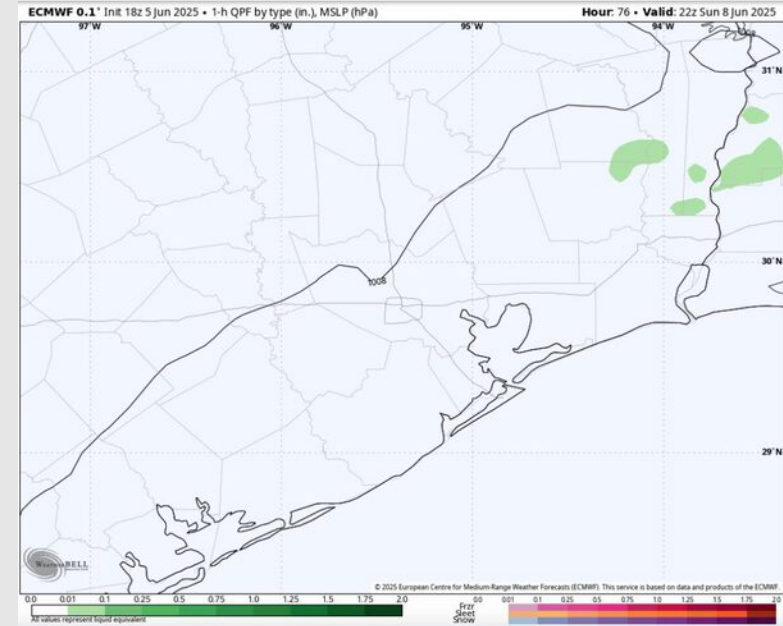 ECMWF 0.1° Init 18z 5 Jun 2025 • 1-h QPF by type (in.), MSLP (hPa)
Hour: 76 • Valid: 22z Sun 8 Jun 2025
97°W 96°W 95°W 94°W
31°N
1008
30°N
29°N
WEATHERBELL
© 2025 European Centre for Medium-Range Weather Forecasts (ECMWF). This service is based on data and products of the ECMWF.
0.0 0.01 0.1 0.25 0.5 0.75 1.0 1.25 1.5 1.75 2.0
0.0 0.01 0.1 0.25 0.5 0.75 1.0 1.25 1.5 1.75 2.0
All values represent liquid equivalent
Frzr
Sleet
Snow